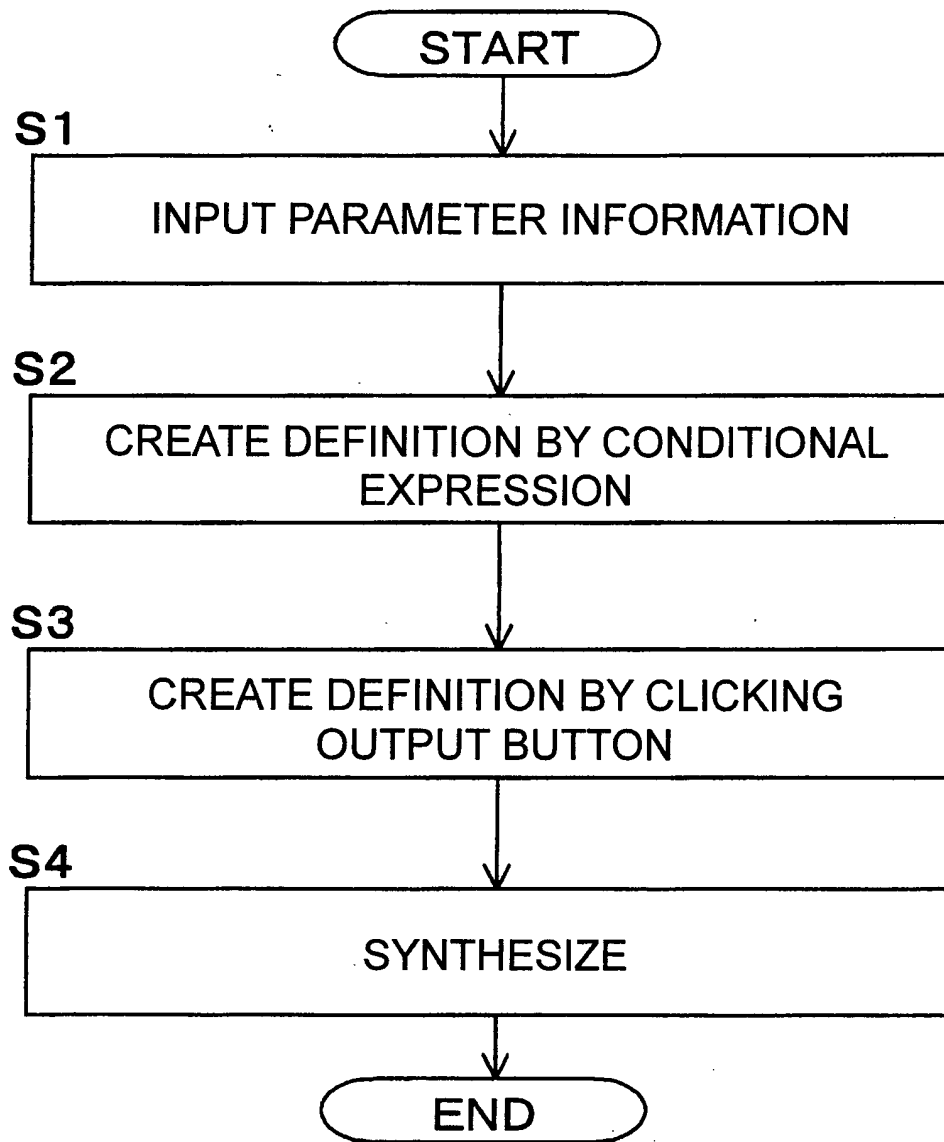 START
S1
INPUT PARAMETER INFORMATION
S2
CREATE DEFINITION BY CONDITIONAL
EXPRESSION
S3
CREATE DEFINITION BY CLICKING
OUTPUT BUTTON
S4
SYNTHESIZE
END